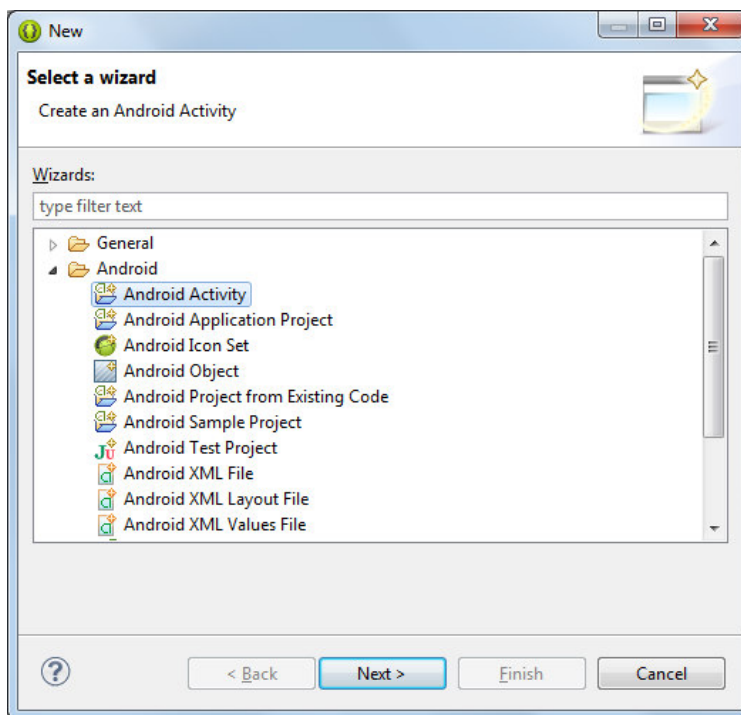 New
Select a wizard
Create an Android Activity
Wizards:
type filter text
General
Android
Android Activity
Android Application Project
Android Icon Set
Android Object
Android Project from Existing Code
Android Sample Project
Android Test Project
Android XML File
Android XML Layout File
Android XML Values File
? < Back Next > Finish Cancel